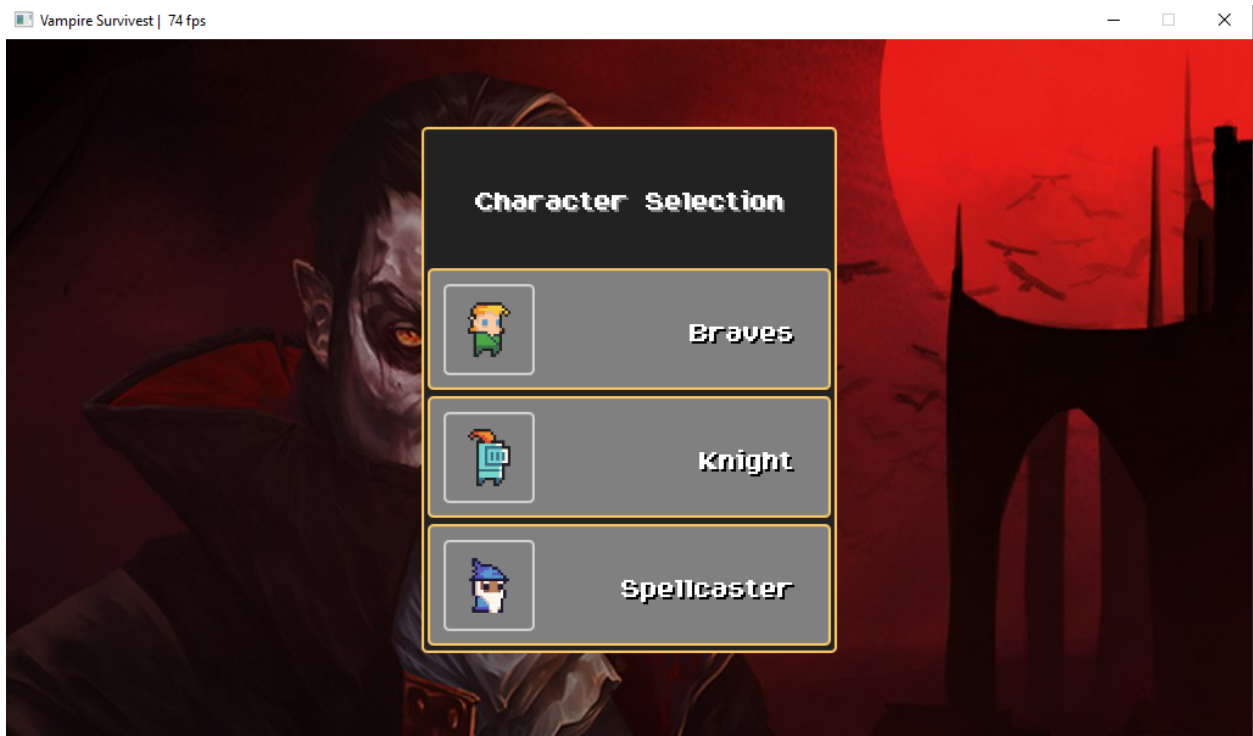 Vampire Survivest | 74 fps
Character Selection
Braves
Knight
Spellcaster